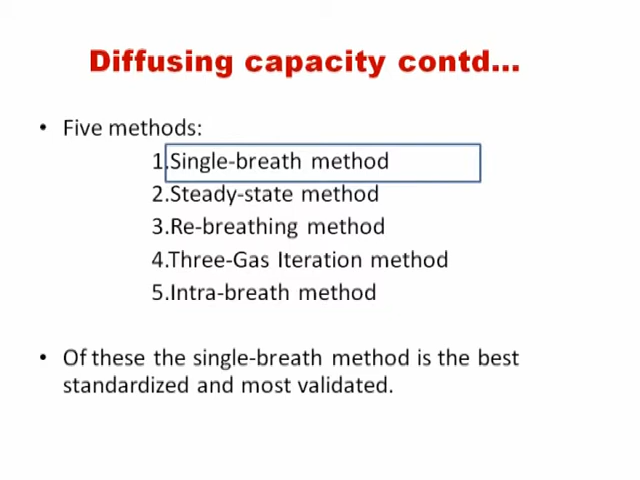 Diffusing capacity contd...
• Five methods:
1.Single-breath method
2.Steady-state method
3.Re-breathing method
4.Three-Gas Iteration method
5.Intra-breath method
• Of these the single-breath method is the best
standardized and most validated.